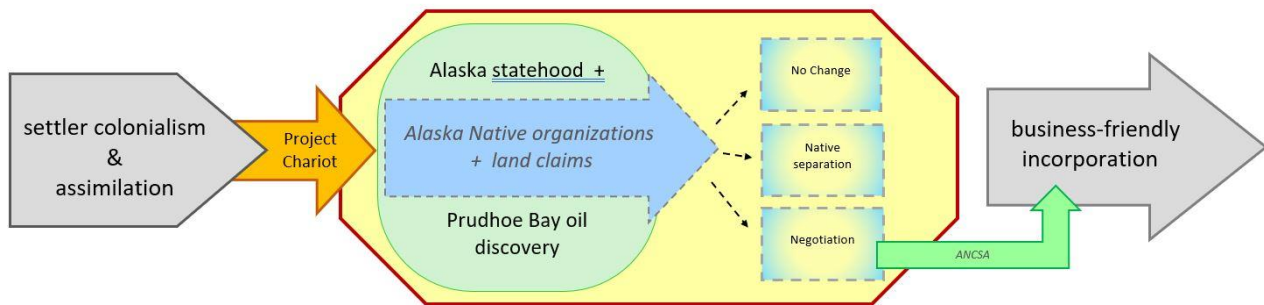 settler colonialism
&
assimilation
Project
Chariot
Alaska statehood +
Alaska Native organizations
+ land claims
Prudhoe Bay oil
discovery
No Change
Native
separation
Negotiation
ANCSA
business-friendly
incorporation